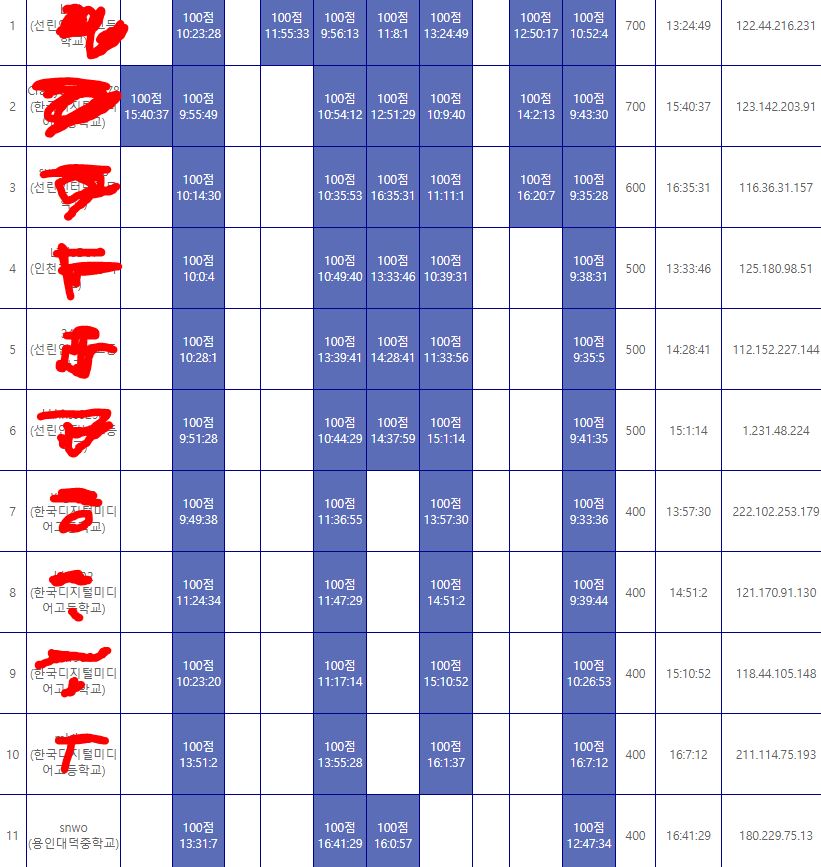 1 (선린 고등학교) 100점 10:23:28 100점 11:55:33 100점 9:56:13 100점 11:8:1 100점 13:24:49 100점 12:50:17 100점 10:52:4 700 13:24:49 122.44.216.231
2 (한국 디 어고등학교) 100점 15:40:37 100점 9:55:49 100점 10:54:12 100점 12:51:29 100점 10:9:40 100점 14:2:13 100점 9:43:30 700 15:40:37 123.142.203.91
3 (선린 100점 10:14:30 100점 10:35:53 100점 16:35:31 100점 11:11:1 100점 16:20:7 100점 9:35:28 600 16:35:31 116.36.31.157
4 (인천 100점 10:0:4 100점 10:49:40 100점 13:33:46 100점 10:39:31 100점 9:38:31 500 13:33:46 125.180.98.51
5 (선린 100점 10:28:1 100점 13:39:41 100점 14:28:41 100점 11:33:56 100점 9:35:5 500 14:28:41 112.152.227.144
6 (선린 100점 9:51:28 100점 10:44:29 100점 14:37:59 100점 15:1:14 100점 9:41:35 500 15:1:14 1.231.48.224
7 (한국디지털미디어고등학교) 100점 9:49:38 100점 11:36:55 100점 13:57:30 100점 9:33:36 400 13:57:30 222.102.253.179
8 (한국디지털미디어고등학교) 100점 11:24:34 100점 11:47:29 100점 14:51:2 100점 9:39:44 400 14:51:2 121.170.91.130
9 (한국디지털미디어고등학교) 100점 10:23:20 100점 11:17:14 100점 15:10:52 100점 10:26:53 400 15:10:52 118.44.105.148
10 (한국디지털미디어고등학교) 100점 13:51:2 100점 13:55:28 100점 16:1:37 100점 16:7:12 400 16:7:12 211.114.75.193
11 snwo (용인대덕중학교) 100점 13:31:7 100점 16:41:29 100점 16:0:57 100점 12:47:34 400 16:41:29 180.229.75.13